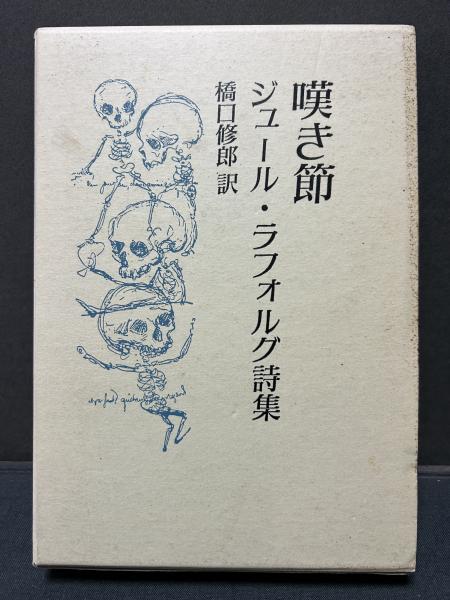 嘆き節
ジュール・ラフォルグ詩集
橋口修郎 訳